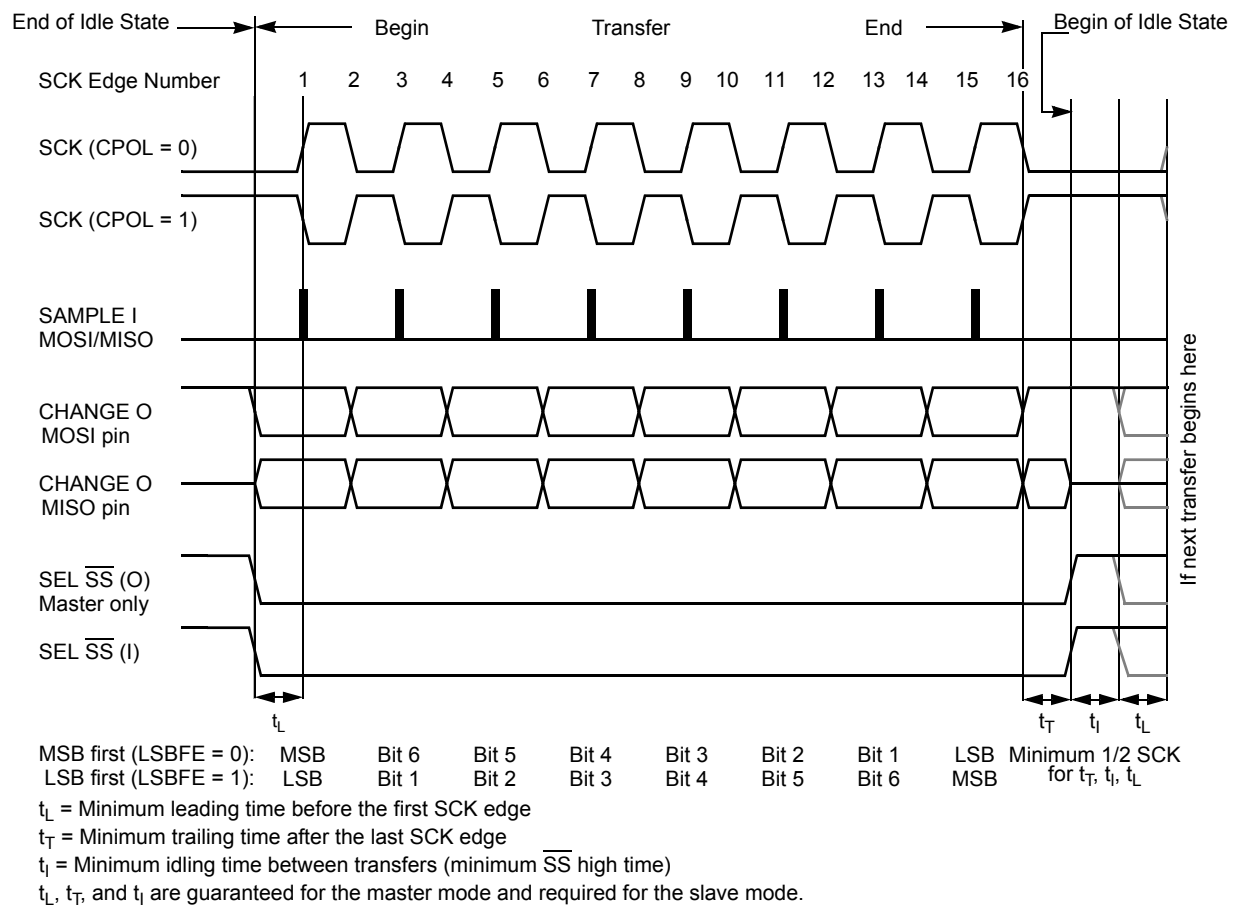 End of Idle State
Begin
Transfer
End
Begin of Idle State
SCK Edge Number
1 2 3 4 5 6 7 8 9 10 11 12 13 14 15 16
SCK (CPOL = 0)
SCK (CPOL = 1)
SAMPLE I
MOSI/MISO
CHANGE O
MOSI pin
CHANGE O
MISO pin
SEL SS (O)
Master only
SEL SS (I)
If next transfer begins here
tL
tT tI tL
MSB first (LSBFE = 0): MSB Bit 6 Bit 5 Bit 4 Bit 3 Bit 2 Bit 1 LSB Minimum 1/2 SCK
LSB first (LSBFE = 1): LSB Bit 1 Bit 2 Bit 3 Bit 4 Bit 5 Bit 6 MSB for tT, tI, tL
tL = Minimum leading time before the first SCK edge
tT = Minimum trailing time after the last SCK edge
tI = Minimum idling time between transfers (minimum SS high time)
tL, tT, and tI are guaranteed for the master mode and required for the slave mode.